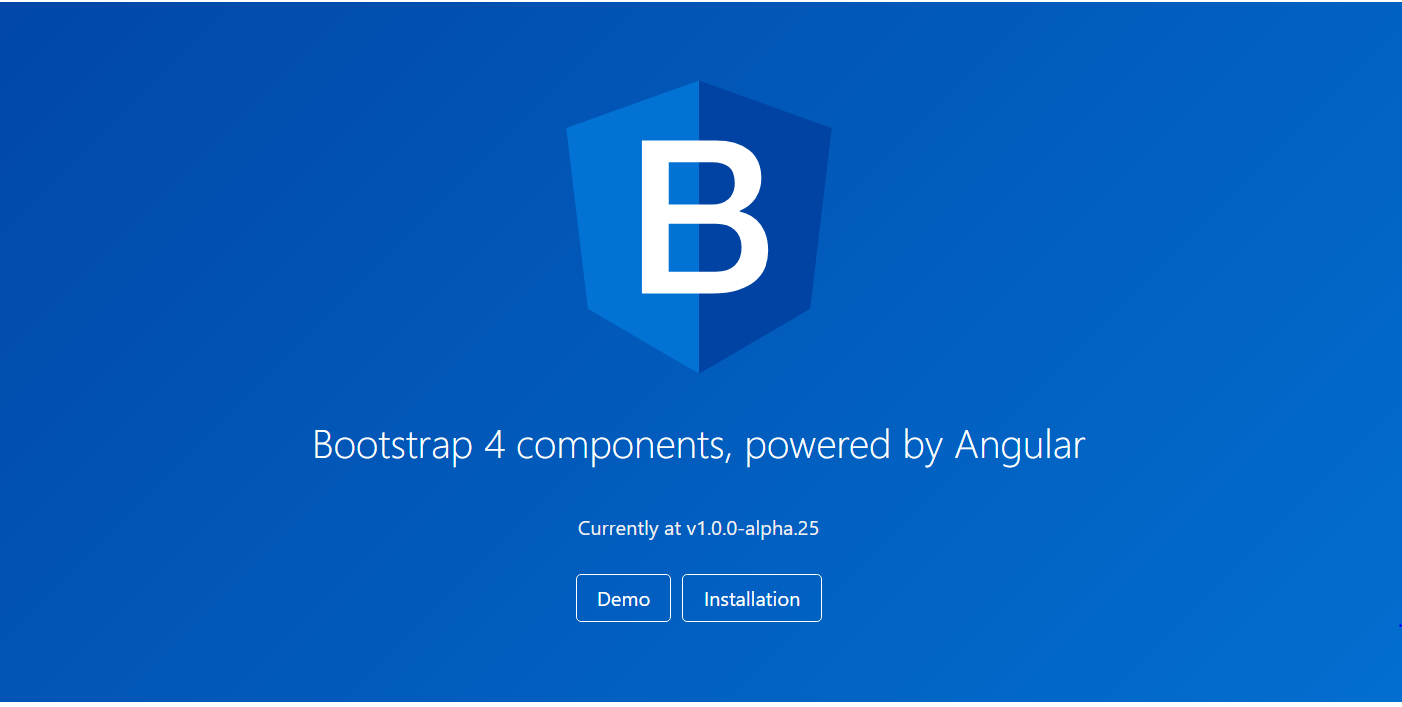 B
Bootstrap 4 components, powered by Angular
Currently at v1.0.0-alpha.25
Demo Installation